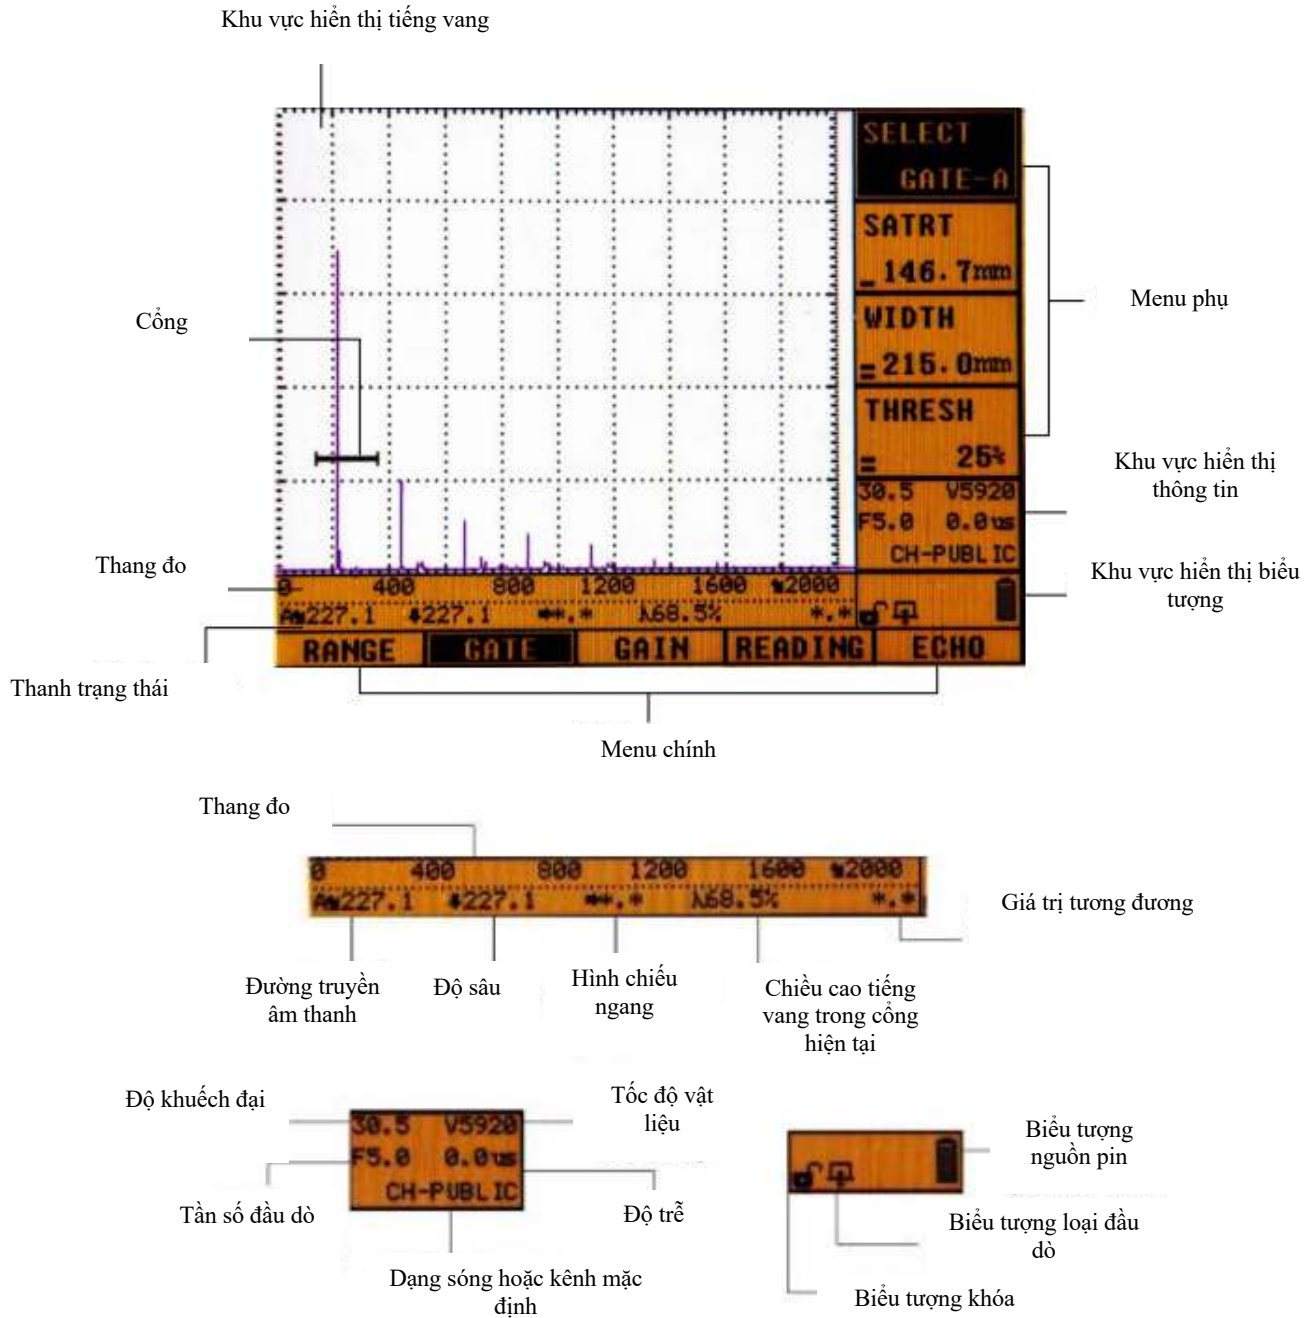 Khu vực hiển thị tiếng vang
SELECT
GATE-A
SATRT
146.7mm
WIDTH
215.0mm
THRESH
25%
Menu phụ
Cổng
Khu vực hiển thị
thông tin
30.5 V5920
F5.0 0.0us
CH-PUBLIC
Thang đo
0 400 800 1200 1600 2000
Khu vực hiển thị biểu
tượng
A 227.1 227.1 *.* 68.5% *.*
RANGE GATE GAIN READING ECHO
Thanh trạng thái
Menu chính
Thang đo
0 400 800 1200 1600 2000
A 227.1 227.1 *.* 68.5% *.*
Giá trị tương đương
Đường truyền
âm thanh
Độ sâu
Hình chiếu
ngang
Chiều cao tiếng
vang trong cổng
hiện tại
Độ khuếch đại
Tốc độ vật
liệu
30.5 V5920
F5.0 0.0us
CH-PUBLIC
Tần số đầu dò
Độ trễ
Dạng sóng hoặc kênh mặc
định
Biểu tượng
nguồn pin
Biểu tượng loại đầu
dò
Biểu tượng khóa